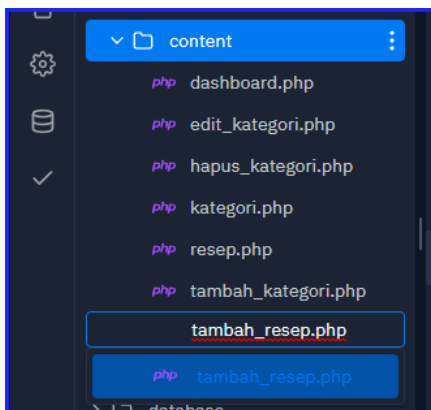 content
php dashboard.php
php edit_kategori.php
php hapus_kategori.php
php kategori.php
php resep.php
php tambah_kategori.php
tambah_resep.php
php tambah_resep.php
database